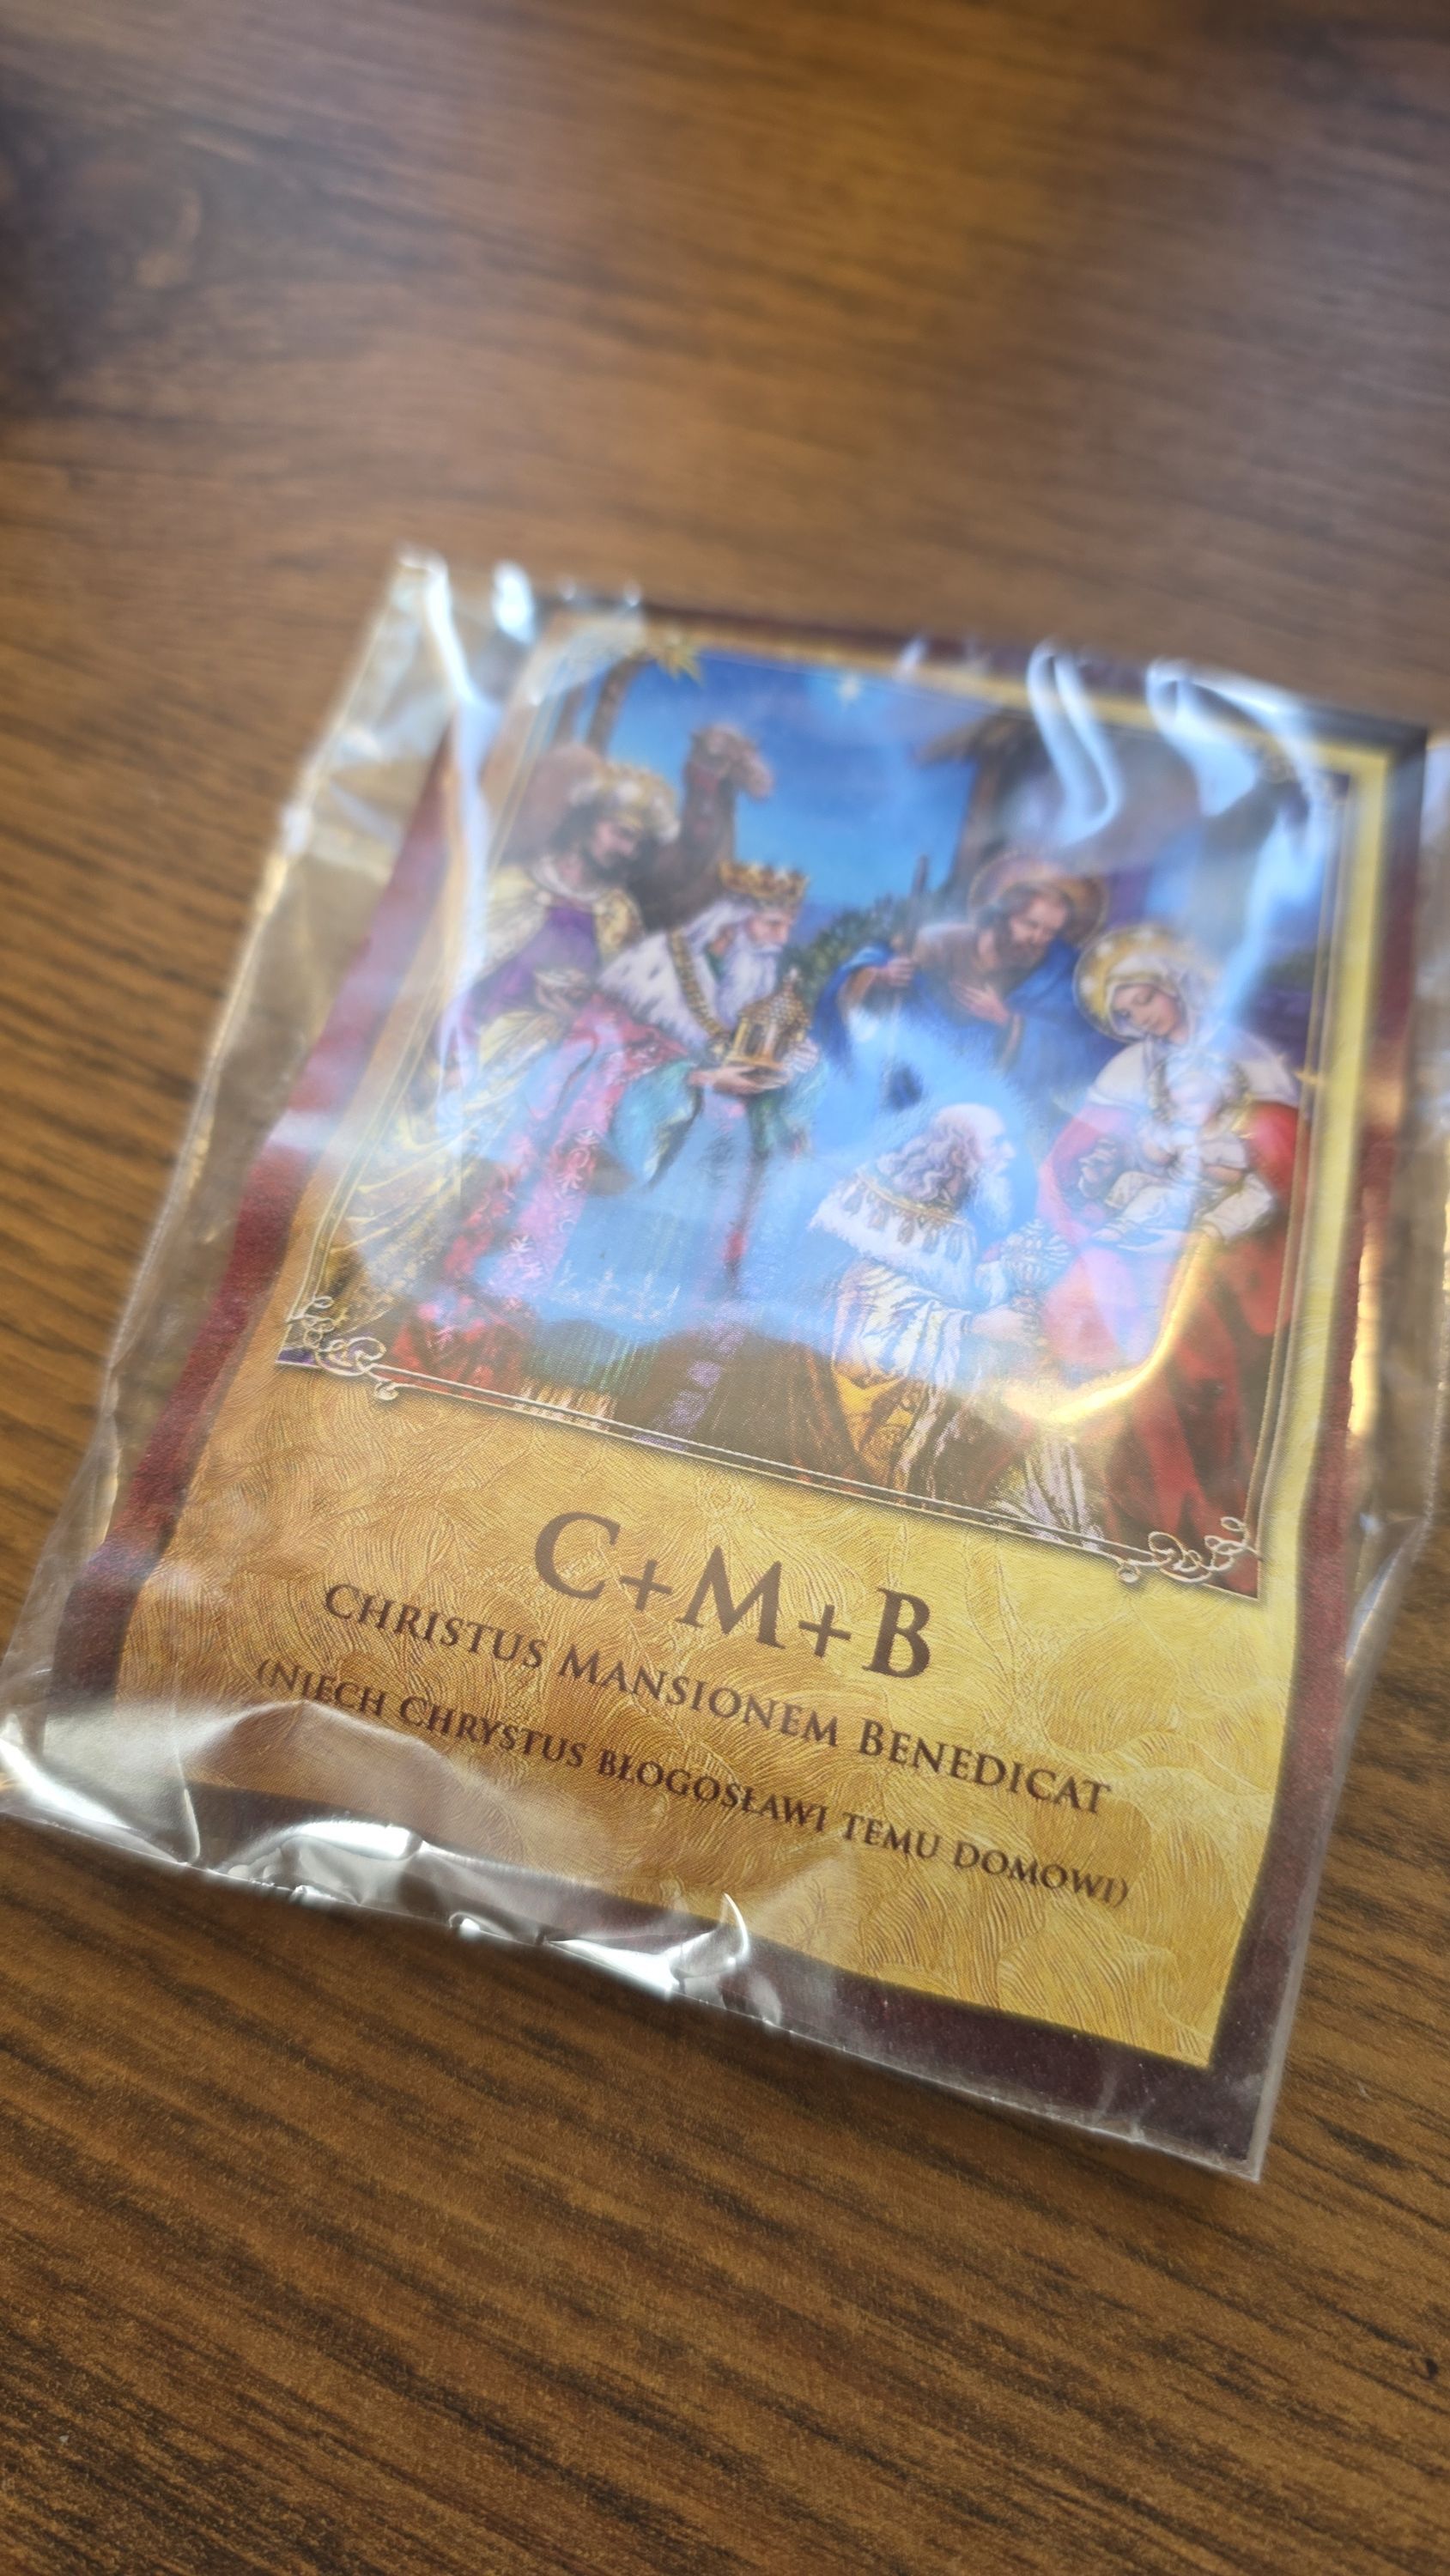 C+M+B
Christus Mansionem Benedicat
(Niech Chrystus błogosławi temu domowi)